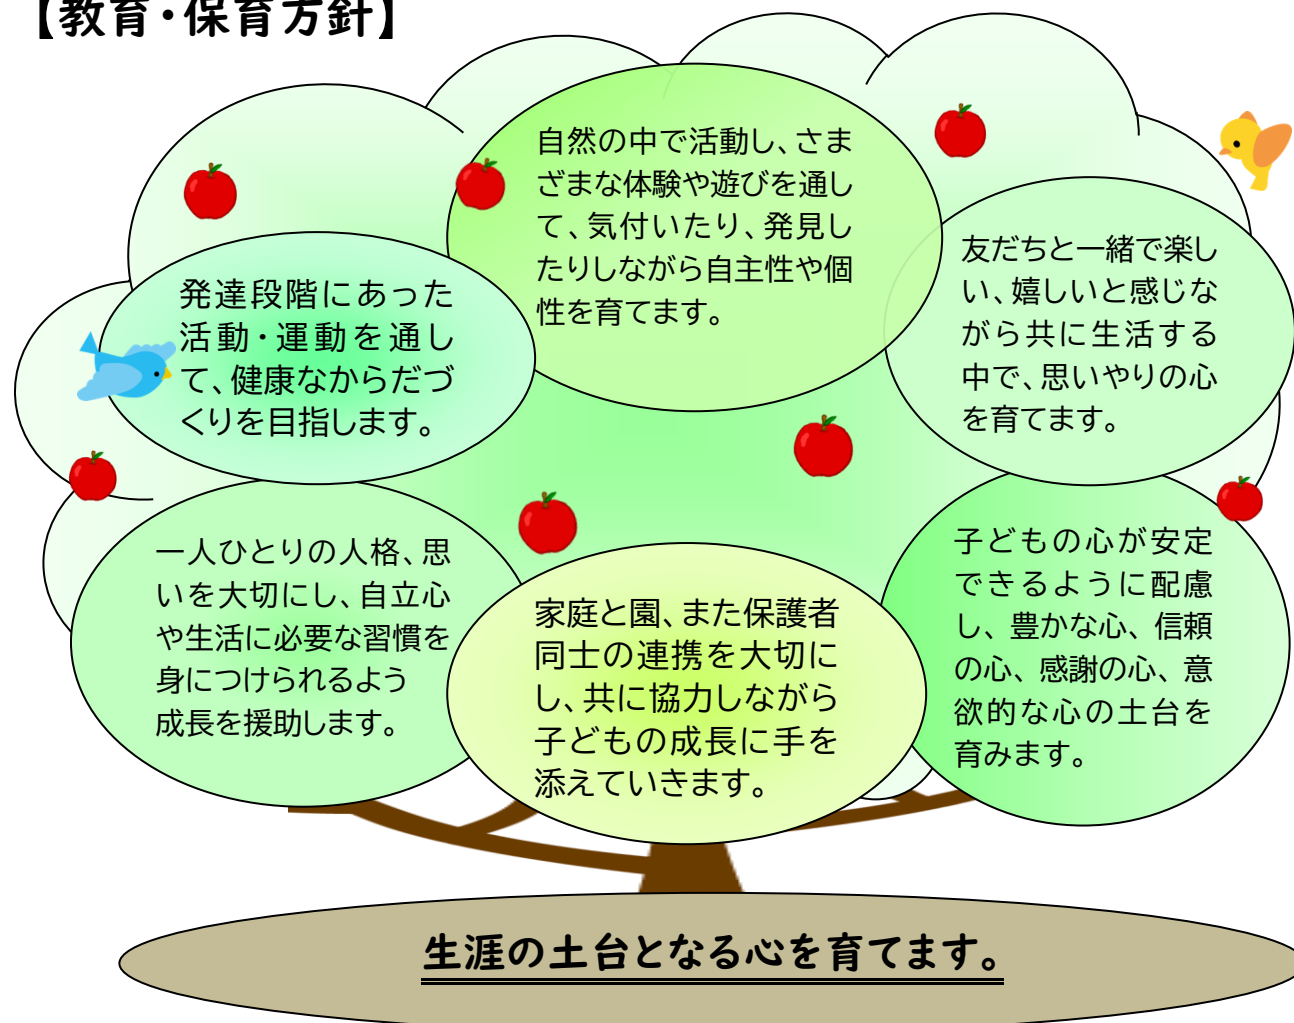 【教育・保育方針】
自然の中で活動し、さま
ざまな体験や遊びを通し
て、気付いたり、発見し
たりしながら自主性や個
性を育てます。
発達段階にあった
活動・運動を通し
て、健康なからだづ
くりを目指します。
友だちと一緒で楽し
い、嬉しいと感じな
がら共に生活する
中で、思いやりの心
を育てます。
一人ひとりの人格、思
いを大切にし、自立心
や生活に必要な習慣を
身につけられるよう
成長を援助します。
家庭と園、また保護者
同士の連携を大切に
し、共に協力しながら
子どもの成長に手を
添えていきます。
子どもの心が安定
できるように配慮
し、豊かな心、信頼
の心、感謝の心、意
欲的な心の土台を
育みます。
生涯の土台となる心を育てます。